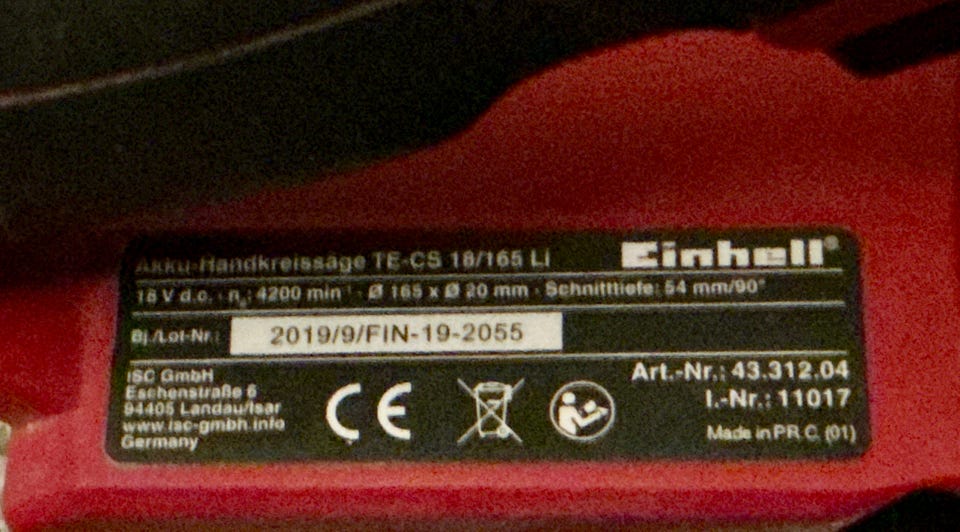 Akku-Handkreissäge TE-CS 18/165 Li
Einhell®
18 V d.c. · n₀: 4200 min⁻¹ · Ø 165 x Ø 20 mm · Schnitttiefe: 54 mm/90°
Bj./Lot-Nr.: 2019/9/FIN-19-2055
ISC GmbH
Eschenstraße 6
94405 Landau/Isar
www.isc-gmbh.info
Germany
CE
Art.-Nr.: 43.312.04
I.-Nr.: 11017
Made in P.R.C. (01)